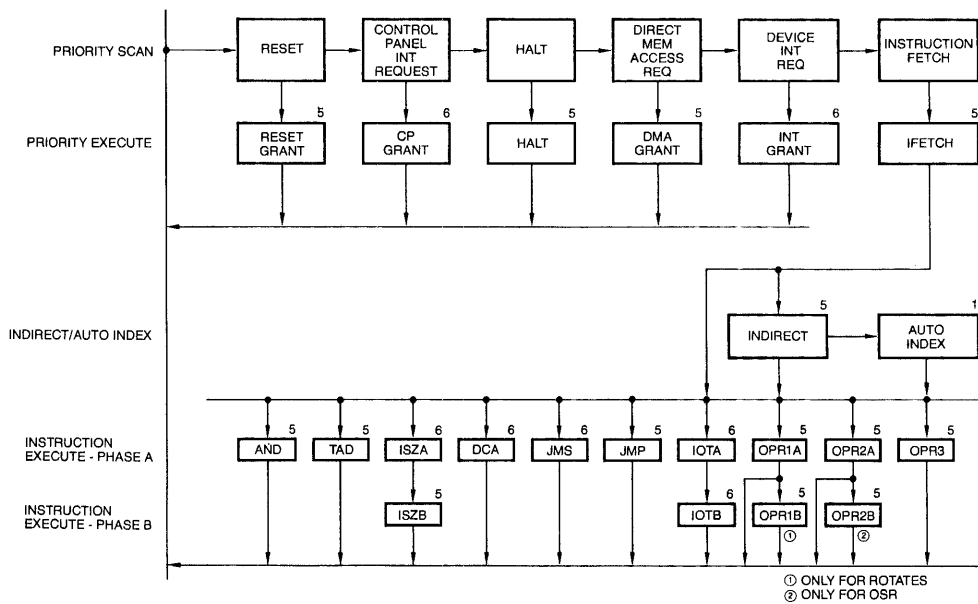 PRIORITY SCAN
RESET
CONTROL
PANEL
INT
REQUEST
HALT
DIRECT
MEM
ACCESS
REQ
DEVICE
INT
REQ
INSTRUCTION
FETCH
PRIORITY EXECUTE
5
RESET
GRANT
6
CP
GRANT
5
HALT
5
DMA
GRANT
6
INT
GRANT
5
IFETCH
INDIRECT/AUTO INDEX
5
INDIRECT
1
AUTO
INDEX
INSTRUCTION
EXECUTE - PHASE A
5
AND
5
TAD
6
ISZA
6
DCA
6
JMS
5
JMP
6
IOTA
5
OPR1A
5
OPR2A
5
OPR3
INSTRUCTION
EXECUTE - PHASE B
5
ISZB
6
IOTB
5
OPR1B
①
5
OPR2B
②
① ONLY FOR ROTATES
② ONLY FOR OSR